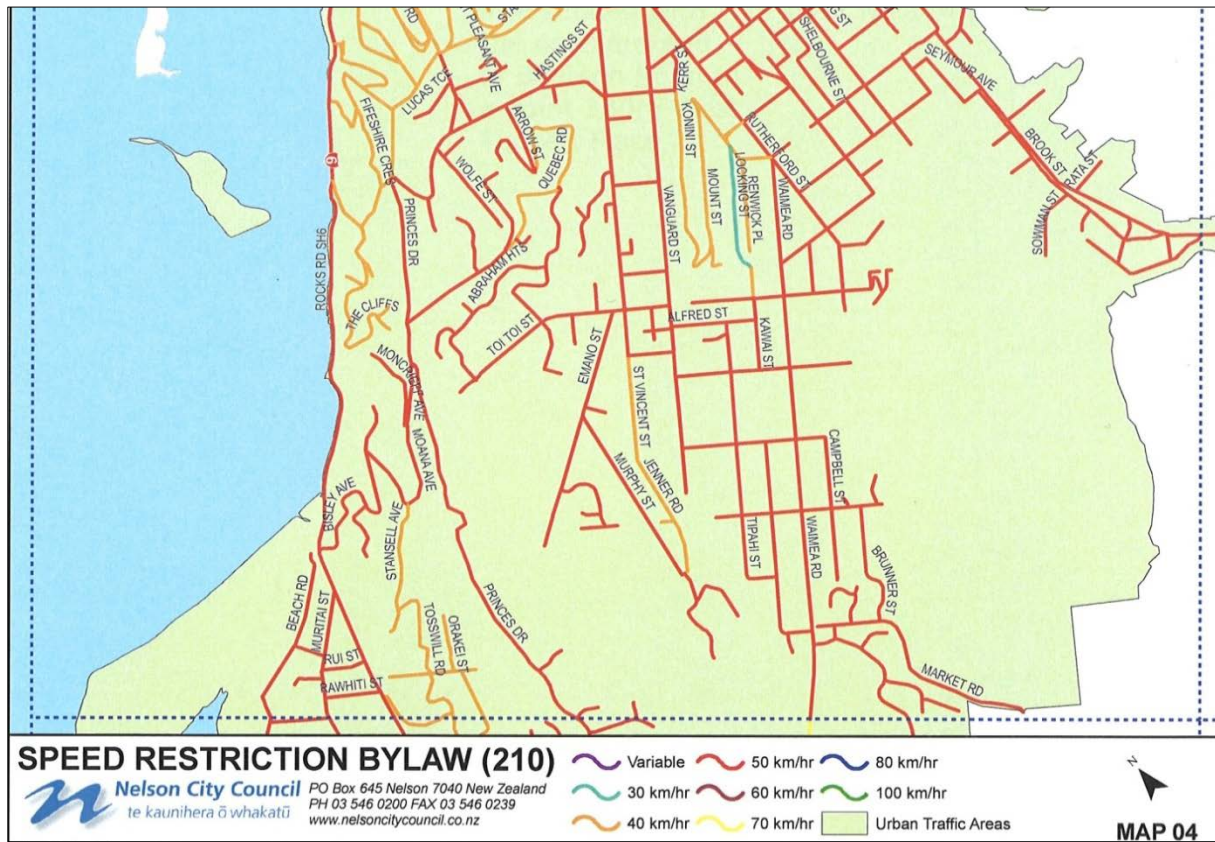 RD
ST
PLEASANT AVE
STA
HASTINGS ST
KERR ST
SHELBOURNE ST
G ST
SEYMOUR AVE
LUCAS TCE
FIFESHIRE CRES
ARROW ST
QUEBEC RD
KONINI ST
RUTHERFORD ST
BROOK ST
RATA ST
6
WOLFE ST
MOUNT ST
LOCKING ST
RENWICK PL
WAIMEA RD
VANGUARD ST
SOWMAN ST
PRINCES DR
ROCKS RD SH6
ABRAHAM HTS
THE CLIFFS
TOI TOI ST
ALFRED ST
KAWAI ST
EMANO ST
MONCRIEFF AVE
ST VINCENT ST
MOANA AVE
CAMPBELL ST
MURPHY ST
JENNER RD
BISLEY AVE
STANSELL AVE
TIPAHI ST
WAIMEA RD
BRUNNER ST
BEACH RD
MURITAI ST
PRINCES DR
TOSSWILL RD
ORAKEI ST
RUI ST
RAWHITI ST
MARKET RD
SPEED RESTRICTION BYLAW (210)
Nelson City Council
te kaunihera ō whakatū
PO Box 645 Nelson 7040 New Zealand
PH 03 546 0200 FAX 03 546 0239
www.nelsoncitycouncil.co.nz
Variable
50 km/hr
80 km/hr
30 km/hr
60 km/hr
100 km/hr
40 km/hr
70 km/hr
Urban Traffic Areas
N
MAP 04